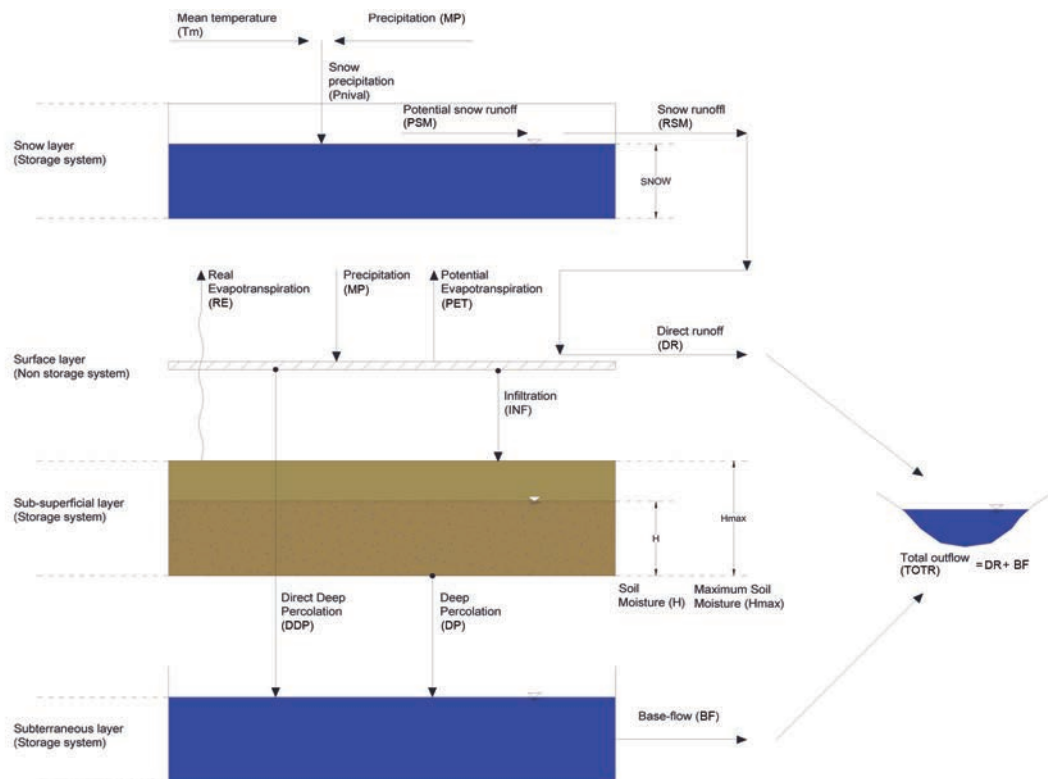 Mean temperature
(Tm)
Precipitation (MP)
Snow
precipitation
(Pnival)
Potential snow runoff
(PSM)
Snow runoffl
(RSM)
Snow layer
(Storage system)
SNOW
Real
Evapotranspiration
(RE)
Precipitation
(MP)
Potential
Evapotranspiration
(PET)
Direct runoff
(DR)
Surface layer
(Non storage system)
Infiltration
(INF)
Sub-superficial layer
(Storage system)
H
Hmax
Soil
Moisture (H)
Maximum Soil
Moisture (Hmax)
Total outflow
(TOTR)
=DR+ BF
Direct Deep
Percolation
(DDP)
Deep
Percolation
(DP)
Subterraneous layer
(Storage system)
Base-flow (BF)